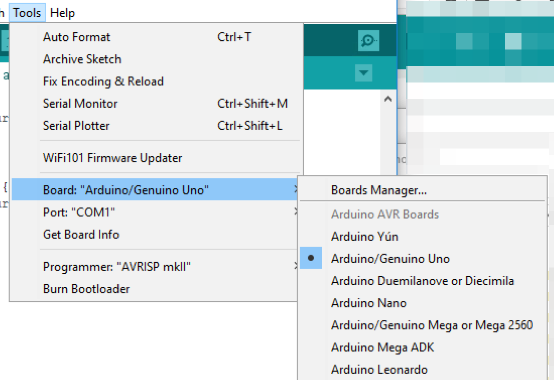 Tools Help
Auto Format Ctrl+T
Archive Sketch
Fix Encoding & Reload
Serial Monitor Ctrl+Shift+M
Serial Plotter Ctrl+Shift+L
WiFi101 Firmware Updater
Board: "Arduino/Genuino Uno"
Port: "COM1"
Get Board Info
Programmer: "AVRISP mkII"
Burn Bootloader
Boards Manager...
Arduino AVR Boards
Arduino Yún
Arduino/Genuino Uno
Arduino Duemilanove or Diecimila
Arduino Nano
Arduino/Genuino Mega or Mega 2560
Arduino Mega ADK
Arduino Leonardo